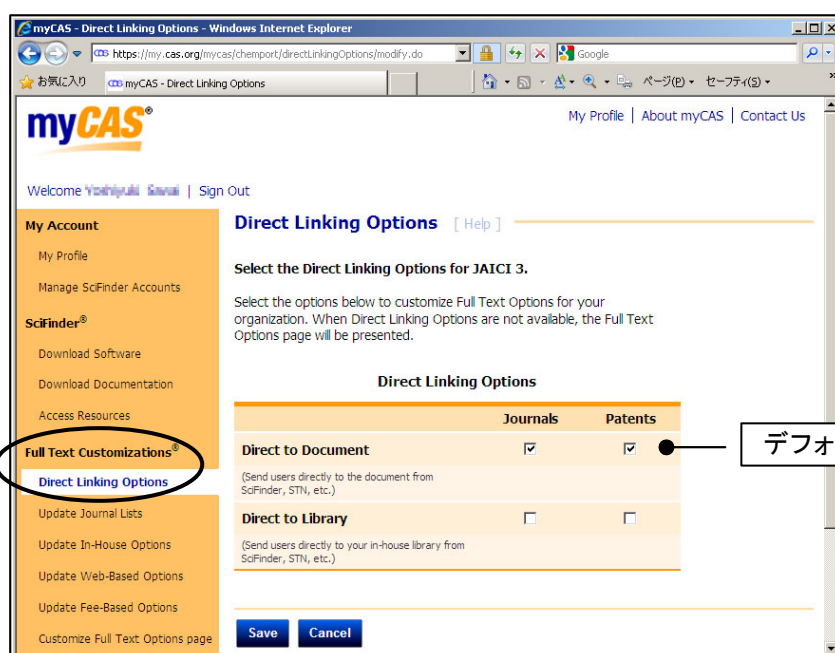 myCAS - Direct Linking Options - Windows Internet Explorer
https://my.cas.org/mycas/chemport/directLinkingOptions/modify.do
Google
お気に入り
myCAS - Direct Linking Options
ページ(P)
セーフティ(S)
myCAS®
My Profile | About myCAS | Contact Us
Welcome | Sign Out
My Account
My Profile
Manage SciFinder Accounts
SciFinder®
Download Software
Download Documentation
Access Resources
Full Text Customizations®
Direct Linking Options
Update Journal Lists
Update In-House Options
Update Web-Based Options
Update Fee-Based Options
Customize Full Text Options page
Direct Linking Options [ Help ]
Select the Direct Linking Options for JAICI 3.
Select the options below to customize Full Text Options for your
organization. When Direct Linking Options are not available, the Full Text
Options page will be presented.
Direct Linking Options
Journals Patents
Direct to Document
(Send users directly to the document from
SciFinder, STN, etc.)
Direct to Library
(Send users directly to your in-house library from
SciFinder, STN, etc.)
デフォ
Save Cancel